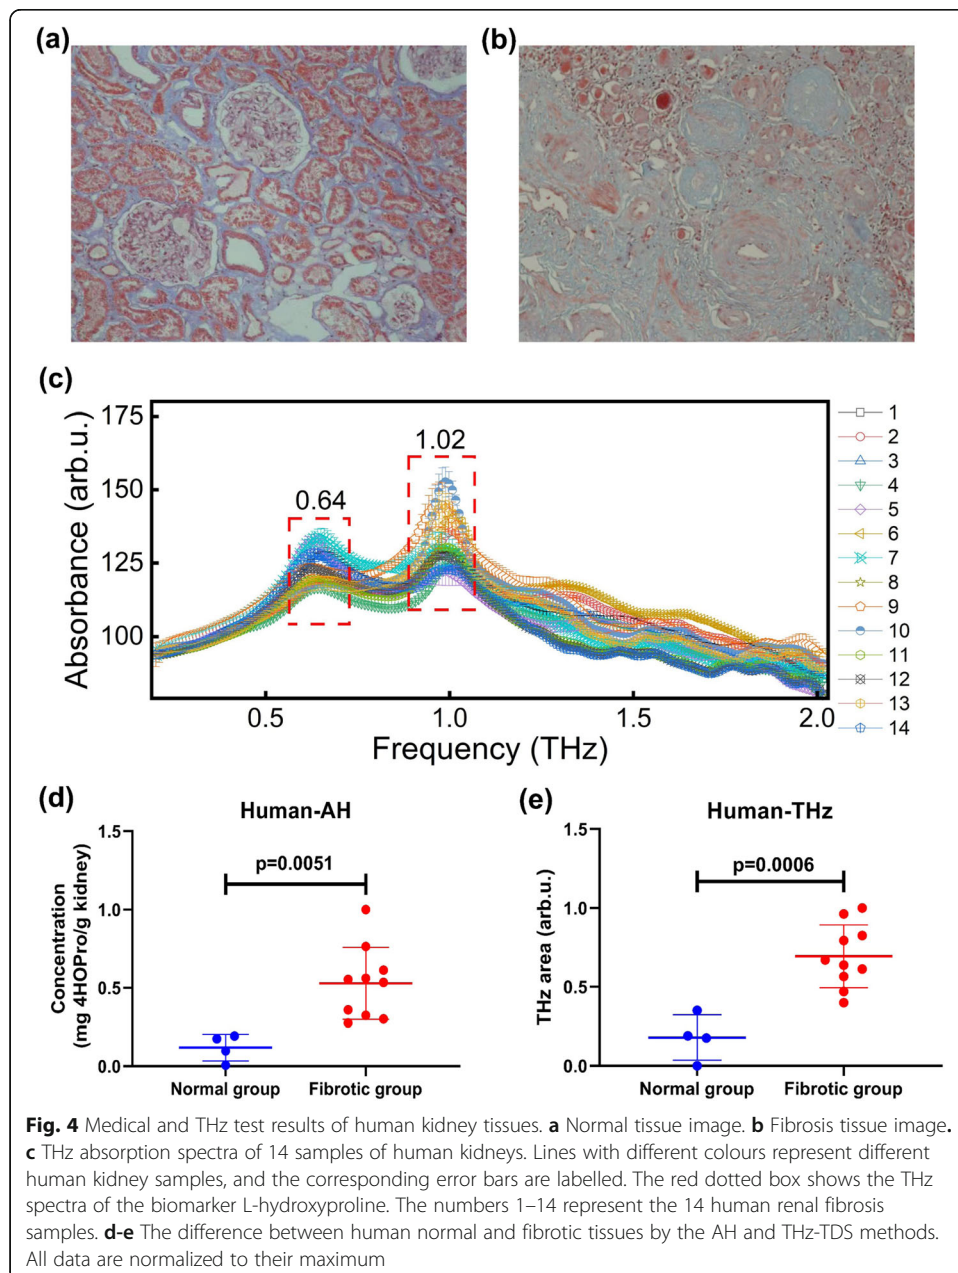 (a)
(b)
(c)
175
150
125
100
Absorbance (arb.u.)
0.64
1.02
0.5
1.0
1.5
2.0
Frequency (THz)
1
2
3
4
5
6
7
8
9
10
11
12
13
14
(d)
Human-AH
p=0.0051
1.5
1.0
0.5
0.0
Concentration
(mg 4HOPro/g kidney)
Normal group
Fibrotic group
(e)
Human-THz
p=0.0006
1.5
1.0
0.5
0.0
THz area (arb.u.)
Normal group
Fibrotic group
Fig. 4 Medical and THz test results of human kidney tissues. a Normal tissue image. b Fibrosis tissue image.
c THz absorption spectra of 14 samples of human kidneys. Lines with different colours represent different
human kidney samples, and the corresponding error bars are labelled. The red dotted box shows the THz
spectra of the biomarker L-hydroxyproline. The numbers 1–14 represent the 14 human renal fibrosis
samples. d-e The difference between human normal and fibrotic tissues by the AH and THz-TDS methods.
All data are normalized to their maximum